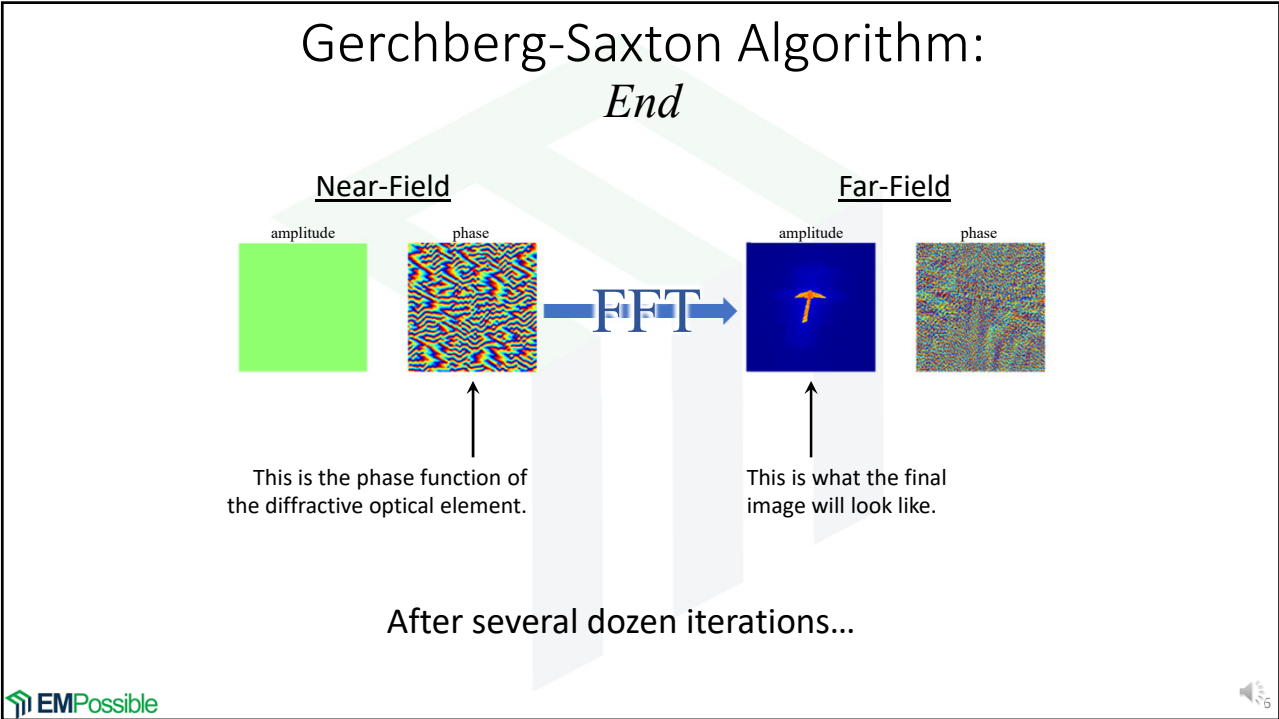 Gerchberg-Saxton Algorithm:
End
Near-Field
Far-Field
amplitude
phase
FFT
amplitude
phase
This is the phase function of
the diffractive optical element.
This is what the final
image will look like.
After several dozen iterations…
EMPossible
6